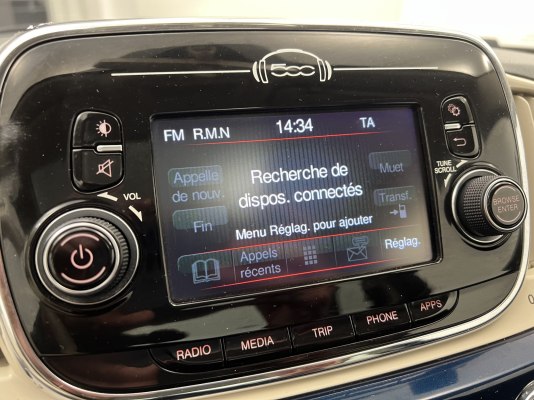 500
FM R.M.N 14:34 TA
Appelle
de nouv.
Recherche de
dispos. connectés
Muet
Fin
Transf.
Menu Réglag. pour ajouter
Appels
récents
Réglag.
VOL
TUNE
SCROLL
BROWSE
ENTER
RADIO
MEDIA
TRIP
PHONE
APPS